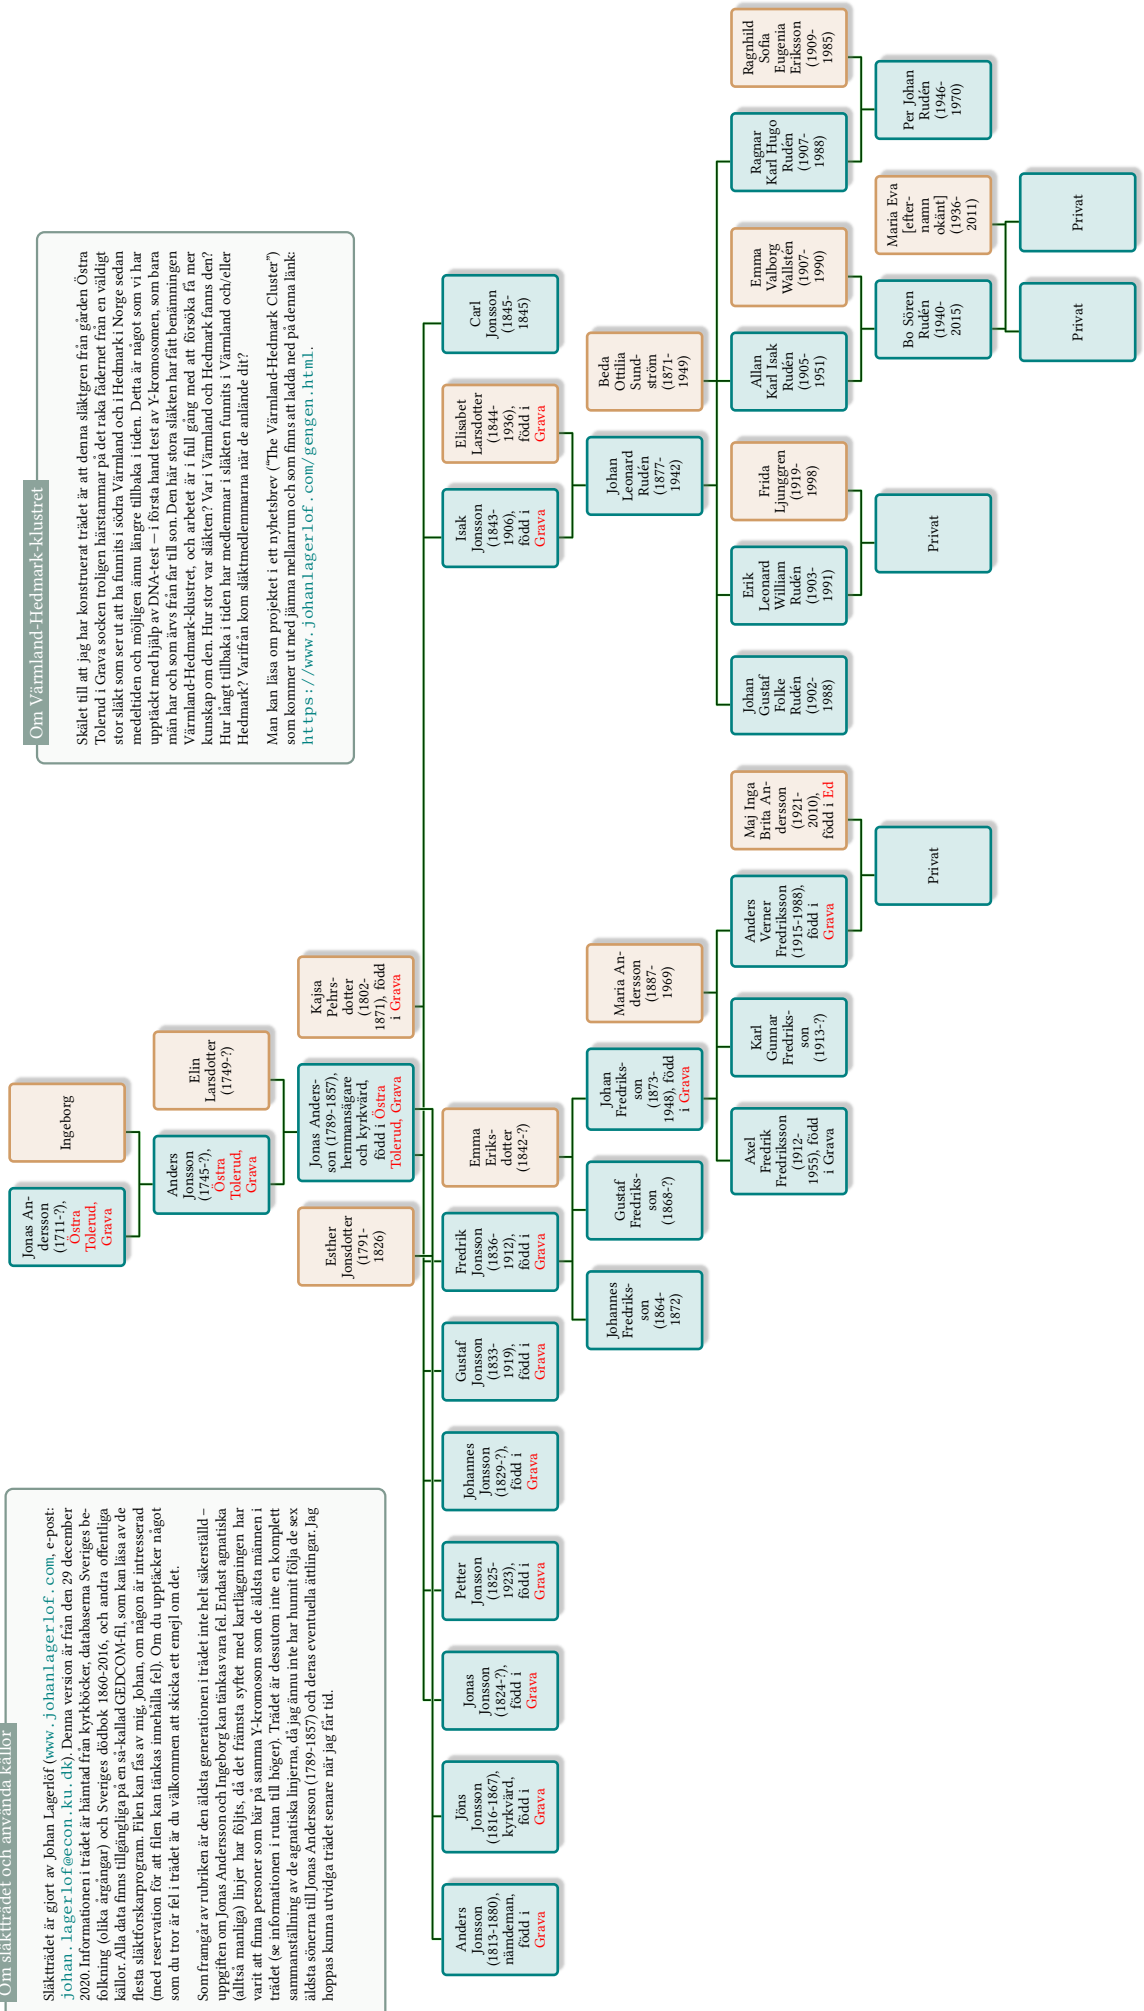 Om släktträdet och använda källor
Släktträdet är gjort av Johan Lagerlöf (www.johanlagerlof.com, e-post:
johan.lagerlof@econ.ku.dk). Denna version är från den 29 december
2020. Informationen i trädet är hämtad från kyrkböcker, databaserna Sveriges be-
folkning (olika årgångar) och Sveriges dödbok 1860-2016, och andra offentliga
källor. Alla data finns tillgängliga på en så-kallad GEDCOM-fil, som kan läsa av de
flesta släktforskarprogram. Filen kan fås av mig, Johan, om någon är intresserad
(med reservation för att filen kan tänkas innehålla fel). Om du upptäcker något
som du tror är fel i trädet är du välkommen att skicka ett emejl om det.
Som framgår av rubriken är den äldsta generationen i trädet inte helt säkerställd –
uppgiften om Jonas Andersson och Ingeborg kan tänkas vara fel. Endast agnatiska
(alltså manliga) linjer har följts, då det främsta syftet med kartläggningen har
varit att finna personer som bär på samma Y-kromosom som de äldsta männen i
trädet (se informationen i rutan till höger). Trädet är dessutom inte en komplett
sammanställning av de agnatiska linjerna, då jag ännu inte har hunnit följa de sex
äldsta sönerna till Jonas Andersson (1789-1857) och deras eventuella ättlingar. Jag
hoppas kunna utvidga trädet senare när jag får tid.
Jonas An-
dersson
(1711-?),
Östra
Tolerud,
Grava
Ingeborg
Anders
Jonsson
(1745-?),
Östra
Tolerud,
Grava
Elin
Larsdotter
(1749-?)
Esther
Jonsdotter
(1791-
1826)
Jonas Anders-
son (1789-1857),
hemmansägare
och kyrkvärd,
född i Östra
Tolerud, Grava
Kajsa
Pehrs-
dotter
(1802-
1871), född
i Grava
Om Värmland-Hedmark-klustret
Skälet till att jag har konstruerat trädet är att denna släktgren från gården Östra
Tolerud i Grava socken troligen härstammar på det raka fädernet från en väldigt
stor släkt som ser ut att ha funnits i södra Värmland och i Hedmark i Norge sedan
medeltiden och möjligen ännu längre tillbaka i tiden. Detta är något som vi har
upptäckt med hjälp av DNA-test – i första hand test av Y-kromosomen, som bara
män har och som ärvs från far till son. Den här stora släkten har fått benämningen
Värmland-Hedmark-klustret, och arbetet är i full gång med att försöka få mer
kunskap om den. Hur stor var släkten? Var i Värmland och Hedmark fanns den?
Hur långt tillbaka i tiden har medlemmar i släkten funnits i Värmland och/eller
Hedmark? Varifrån kom släktmedlemmarna när de anlände dit?
Man kan läsa om projektet i ett nyhetsbrev ("The Värmland-Hedmark Cluster")
som kommer ut med jämna mellanrum och som finns att ladda ned på denna länk:
https://www.johanlagerlof.com/gengen.html.
Anders
Jonsson
(1813-1880),
nämdeman,
född i
Grava
Jöns
Jonsson
(1816-1867),
kyrkvärd,
född i
Grava
Jonas
Jonsson
(1824-?),
född i
Grava
Petter
Jonsson
(1825-
1923),
född i
Grava
Johannes
Jonsson
(1829-?),
född i
Grava
Gustaf
Jonsson
(1833-
1919),
född i
Grava
Fredrik
Jonsson
(1836-
1912),
född i
Grava
Emma
Eriks-
dotter
(1842-?)
Isak
Jonsson
(1843-
1906),
född i
Grava
Elisabet
Larsdotter
(1844-
1936),
född i
Grava
Carl
Jonsson
(1845-
1845)
Johannes
Fredriks-
son
(1864-
1872)
Gustaf
Fredriks-
son
(1868-?)
Johan
Fredriks-
son
(1873-
1948), född
i Grava
Maria An-
dersson
(1887-
1969)
Johan
Leonard
Rudén
(1877-
1942)
Beda
Ottilia
Sund-
ström
(1871-
1949)
Axel
Fredrik
Fredriksson
(1912-
1955), född
i Grava
Karl
Gunnar
Fredriks-
son
(1913-?)
Anders
Verner
Fredriksson
(1915-1988),
född i
Grava
Maj Inga
Brita An-
dersson
(1921-
2010),
född i Ed
Johan
Gustaf
Folke
Rudén
(1902-
1988)
Erik
Leonard
William
Rudén
(1903-
1991)
Frida
Ljunggren
(1919-
1998)
Allan
Karl Isak
Rudén
(1905-
1951)
Emma
Valborg
Wallstén
(1907-
1990)
Ragnar
Karl Hugo
Rudén
(1907-
1988)
Ragnhild
Sofia
Eugenia
Eriksson
(1909-
1985)
Privat
Privat
Bo Sören
Rudén
(1940-
2015)
Maria Eva
[efter-
namn
okänt]
(1936-
2011)
Per Johan
Rudén
(1946-
1970)
Privat
Privat